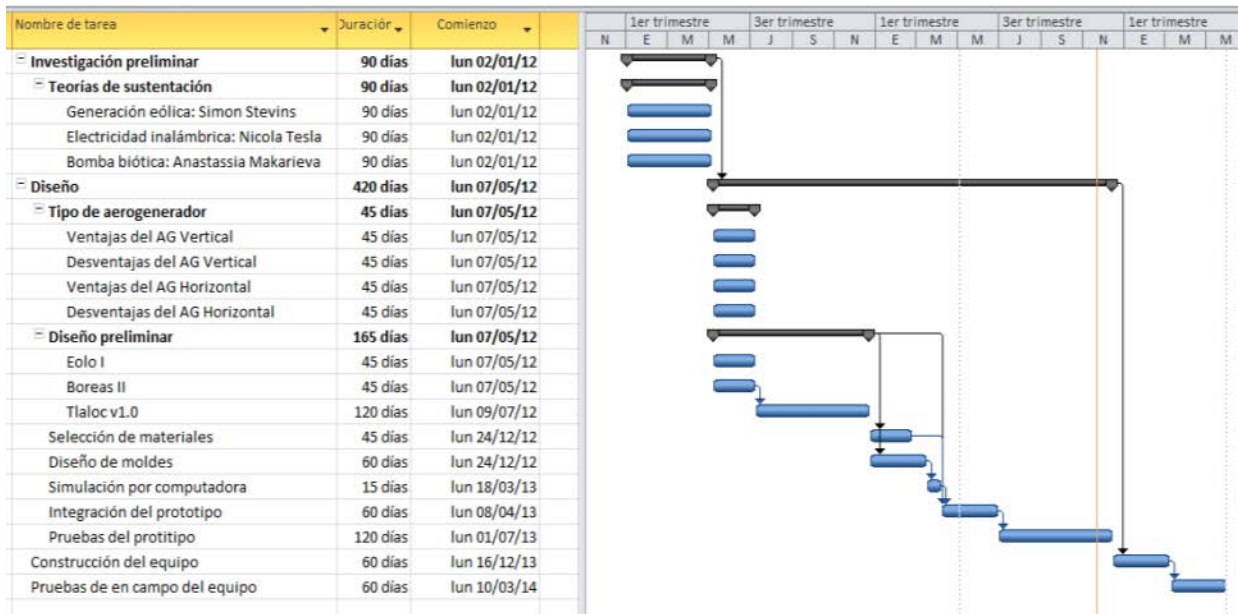 Nombre de tarea Duración Comienzo 1er trimestre 3er trimestre 1er trimestre 3er trimestre 1er trimestre
N E M M J S N E M M J S N E M M
Investigación preliminar 90 días lun 02/01/12
Teorías de sustentación 90 días lun 02/01/12
Generación eólica: Simon Stevins 90 días lun 02/01/12
Electricidad inalámbrica: Nicola Tesla 90 días lun 02/01/12
Bomba biótica: Anastassia Makarieva 90 días lun 02/01/12
Diseño 420 días lun 07/05/12
Tipo de aerogenerador 45 días lun 07/05/12
Ventajas del AG Vertical 45 días lun 07/05/12
Desventajas del AG Vertical 45 días lun 07/05/12
Ventajas del AG Horizontal 45 días lun 07/05/12
Desventajas del AG Horizontal 45 días lun 07/05/12
Diseño preliminar 165 días lun 07/05/12
Eolo I 45 días lun 07/05/12
Boreas II 45 días lun 07/05/12
Tlaloc v1.0 120 días lun 09/07/12
Selección de materiales 45 días lun 24/12/12
Diseño de moldes 60 días lun 24/12/12
Simulación por computadora 15 días lun 18/03/13
Integración del prototipo 60 días lun 08/04/13
Pruebas del protitipo 120 días lun 01/07/13
Construcción del equipo 60 días lun 16/12/13
Pruebas de en campo del equipo 60 días lun 10/03/14